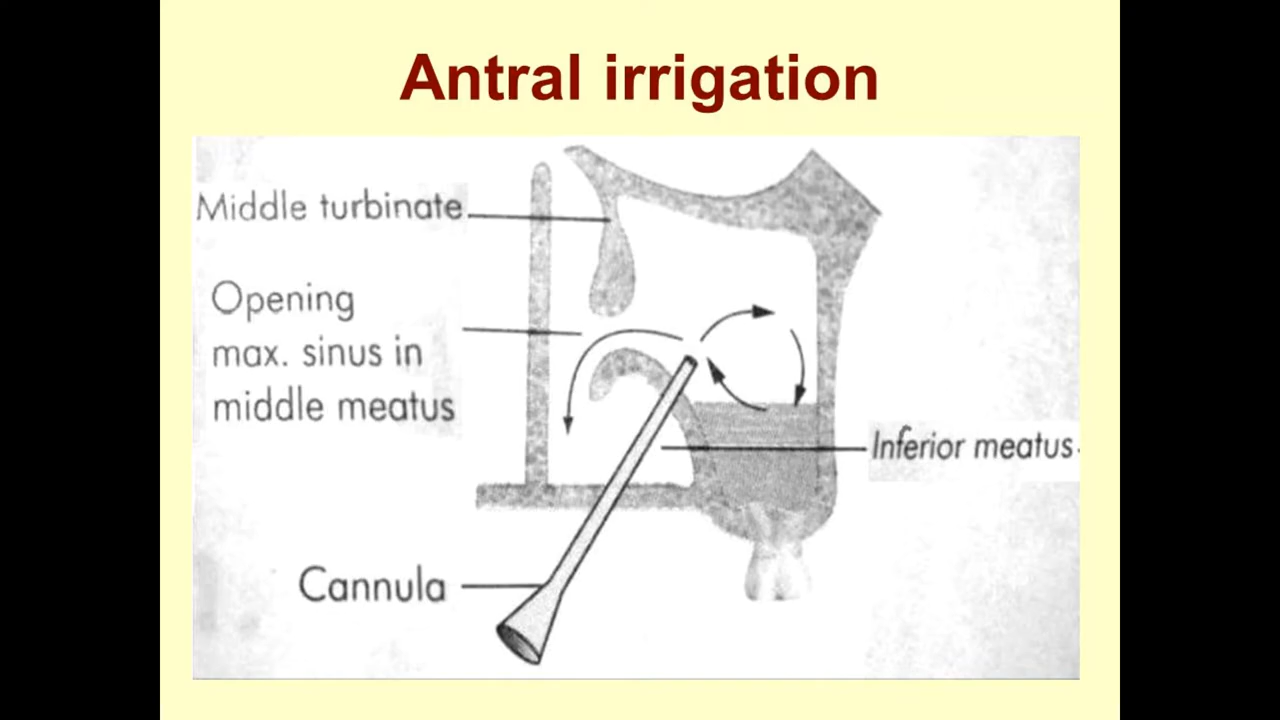 Antral irrigation
Middle turbinate
Opening
max. sinus in
middle meatus
Inferior meatus
Cannula